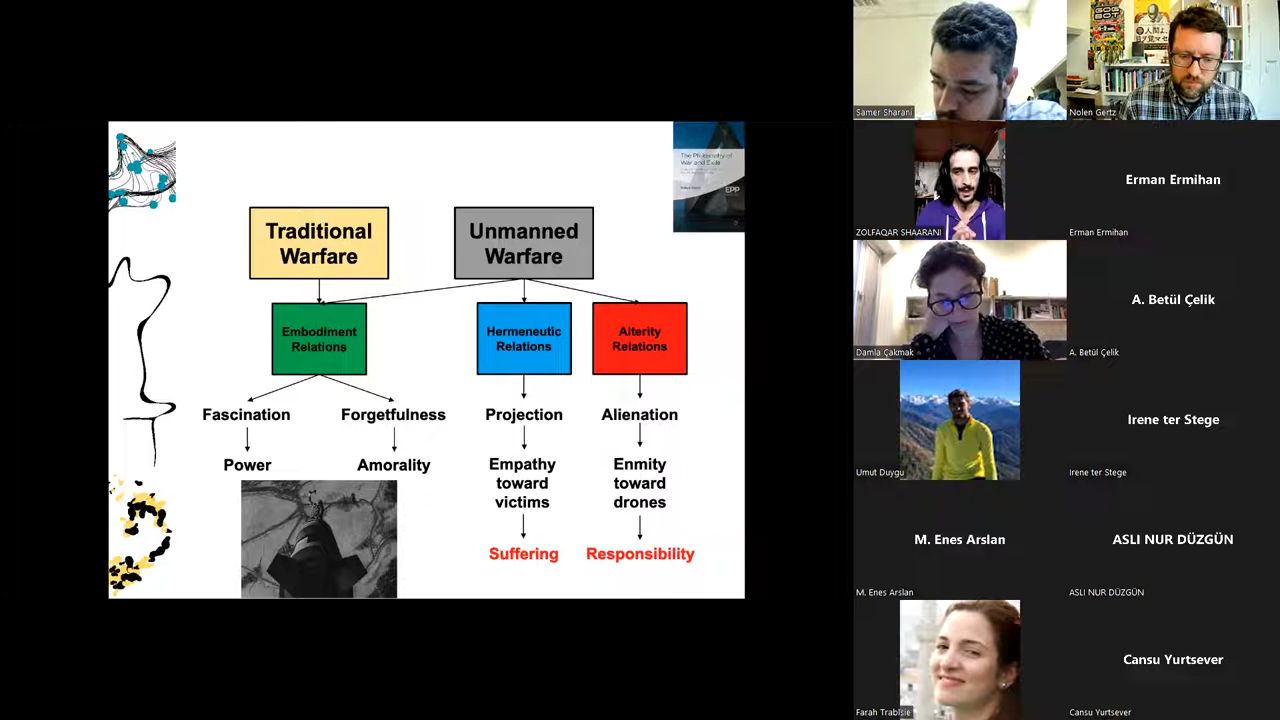 The Philosophy of
War and Exile
EPP
Traditional
Warfare
Unmanned
Warfare
Embodiment
Relations
Hermeneutic
Relations
Alterity
Relations
Fascination
Forgetfulness
Projection
Alienation
Power
Amorality
Empathy
toward
victims
Enmity
toward
drones
Suffering
Responsibility
Samer Sharani
GOG
BOT
Nolen Gertz
ZOLFAQAR SHAARANI
Erman Ermihan
Erman Ermihan
Damla Çakmak
A. Betül Çelik
A. Betül Çelik
Umut Duygu
Irene ter Stege
Irene ter Stege
M. Enes Arslan
M. Enes Arslan
ASLI NUR DÜZGÜN
ASLI NUR DÜZGÜN
Farah Trablsie
Cansu Yurtsever
Cansu Yurtsever